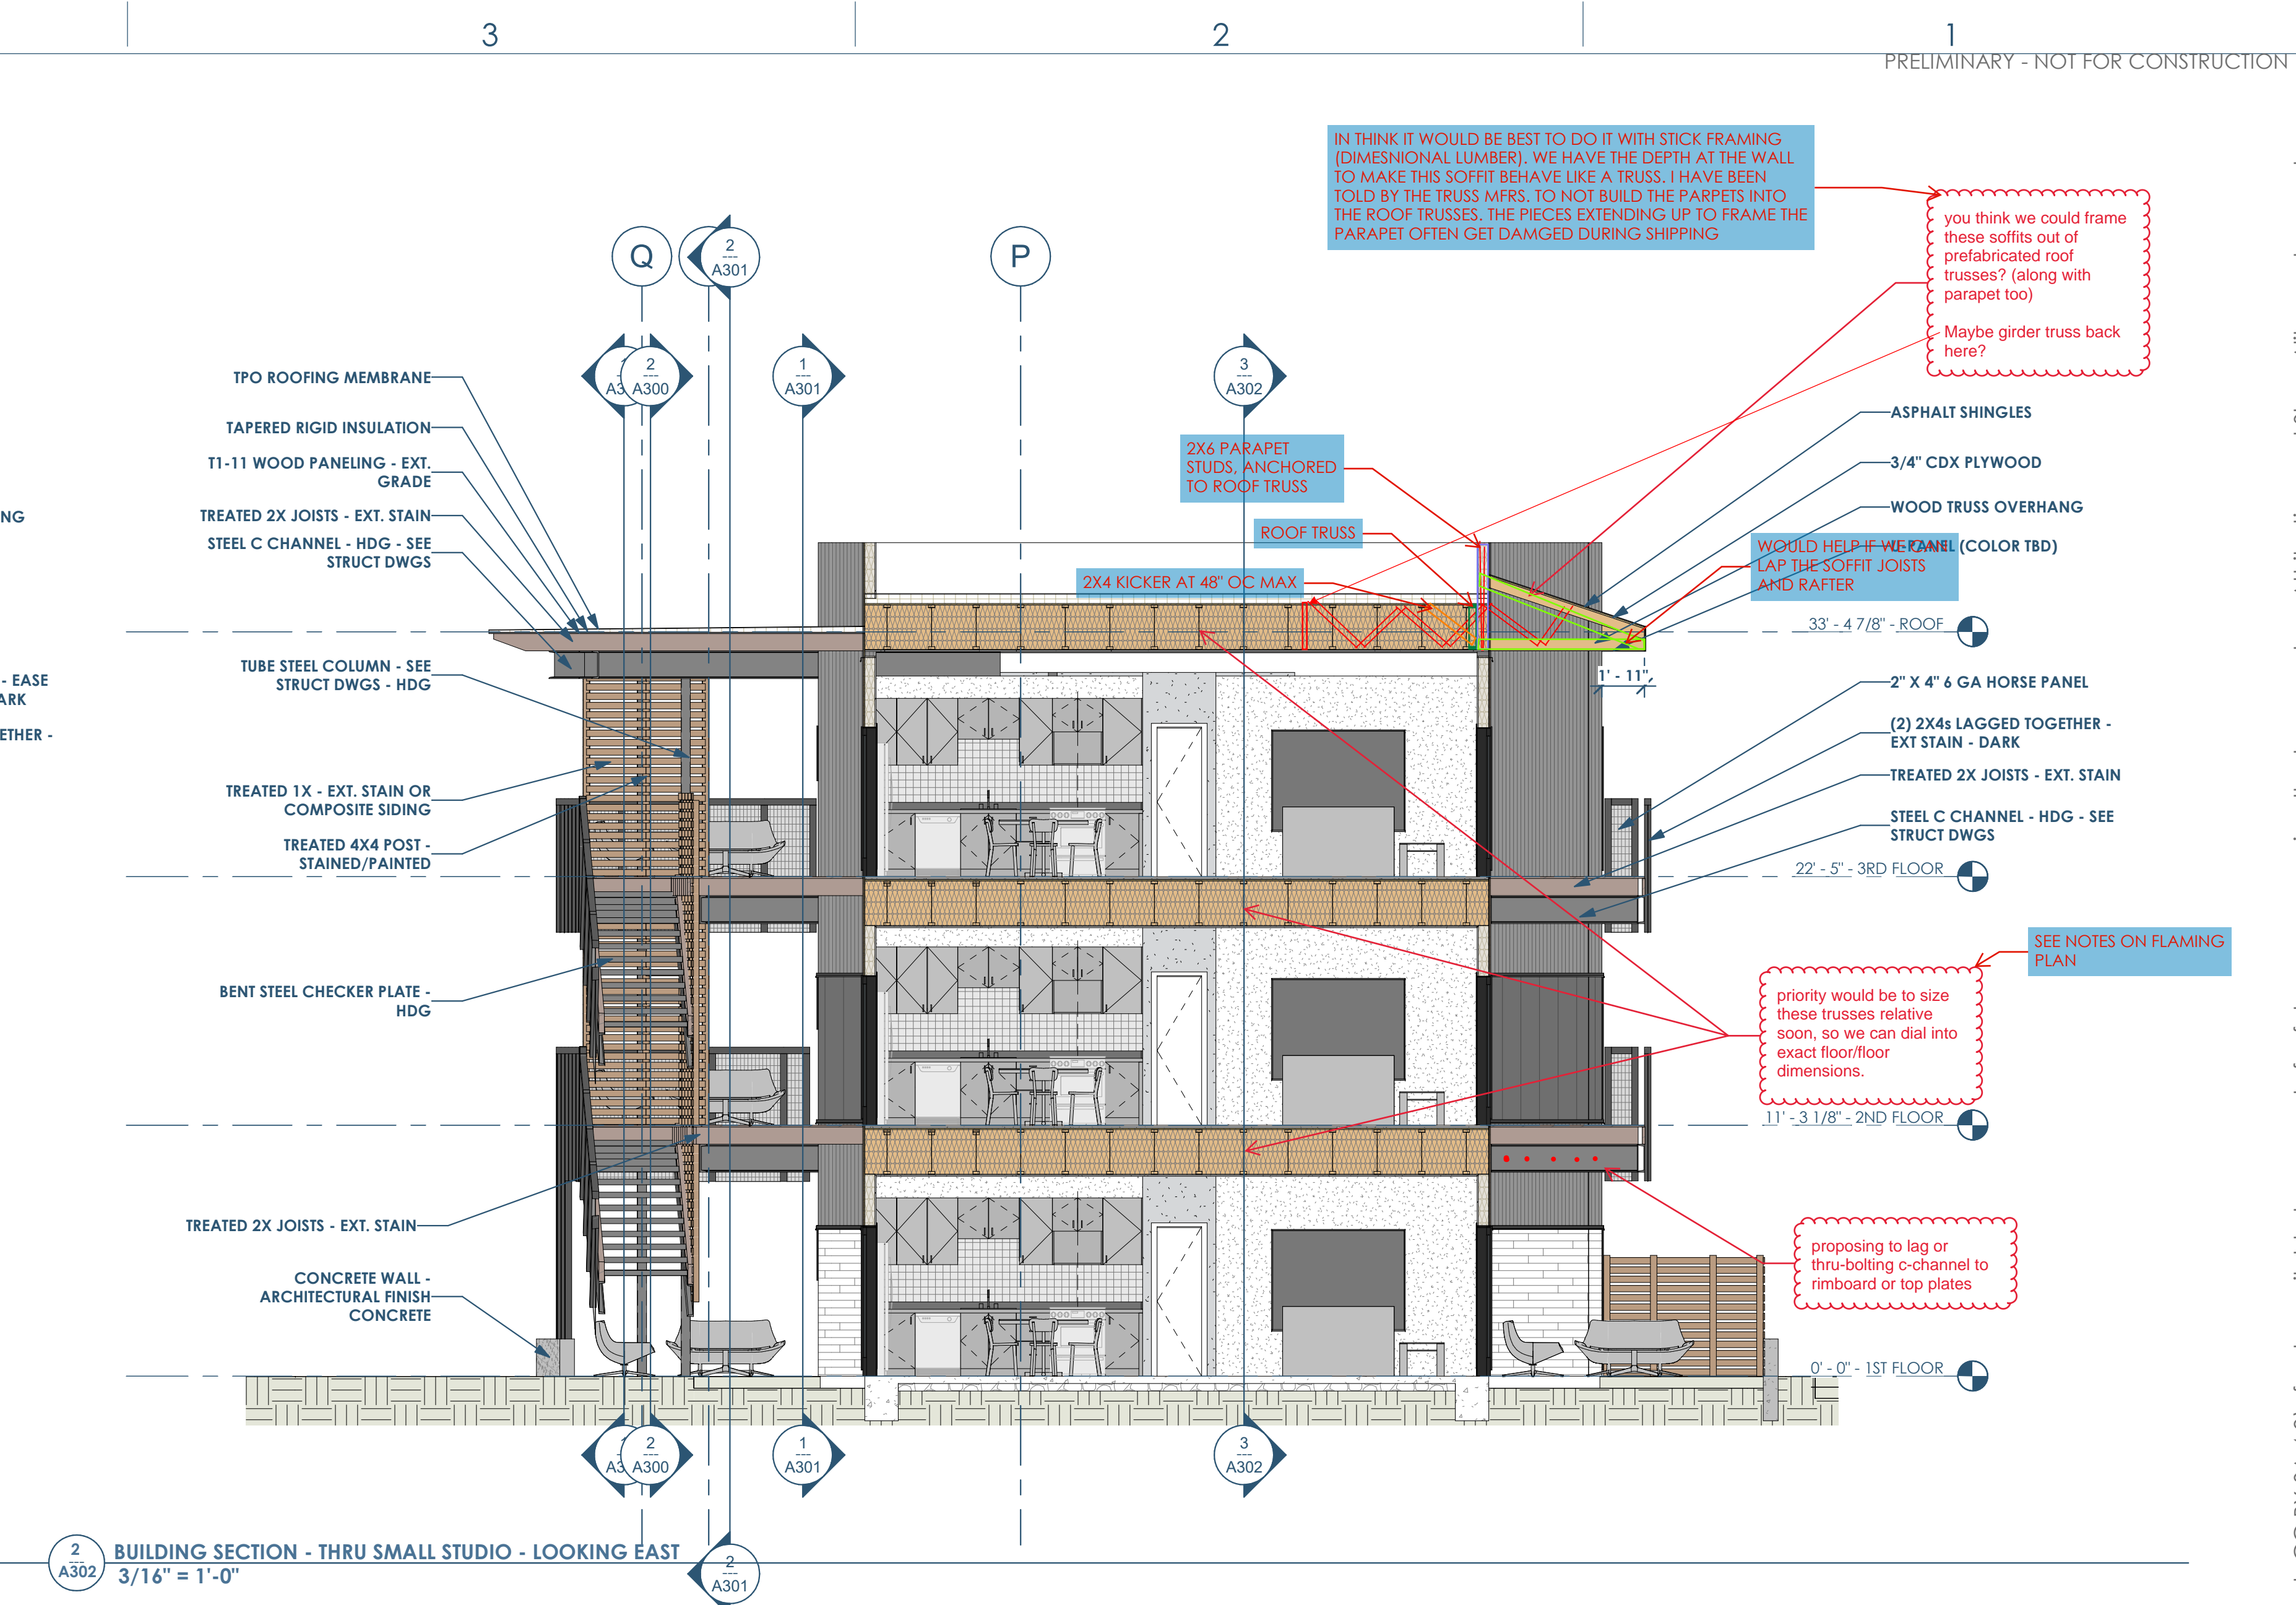 3
2
1
PRELIMINARY - NOT FOR CONSTRUCTION
IN THINK IT WOULD BE BEST TO DO IT WITH STICK FRAMING
(DIMESNIONAL LUMBER). WE HAVE THE DEPTH AT THE WALL
TO MAKE THIS SOFFIT BEHAVE LIKE A TRUSS. I HAVE BEEN
TOLD BY THE TRUSS MFRS. TO NOT BUILD THE PARPETS INTO
THE ROOF TRUSSES. THE PIECES EXTENDING UP TO FRAME THE
PARAPET OFTEN GET DAMGED DURING SHIPPING
you think we could frame
these soffits out of
prefabricated roof
trusses? (along with
parapet too)
Maybe girder truss back
here?
Q
2
---
A301
P
2
---
A300
1
---
A301
3
---
A302
TPO ROOFING MEMBRANE
TAPERED RIGID INSULATION
T1-11 WOOD PANELING - EXT.
GRADE
TREATED 2X JOISTS - EXT. STAIN
STEEL C CHANNEL - HDG - SEE
STRUCT DWGS
NG
TUBE STEEL COLUMN - SEE
STRUCT DWGS - HDG
- EASE
ARK
ETHER -
TREATED 1X - EXT. STAIN OR
COMPOSITE SIDING
TREATED 4X4 POST -
STAINED/PAINTED
BENT STEEL CHECKER PLATE -
HDG
TREATED 2X JOISTS - EXT. STAIN
CONCRETE WALL -
ARCHITECTURAL FINISH
CONCRETE
2X6 PARAPET
STUDS, ANCHORED
TO ROOF TRUSS
ROOF TRUSS
2X4 KICKER AT 48" OC MAX
ASPHALT SHINGLES
3/4" CDX PLYWOOD
WOOD TRUSS OVERHANG
U-PANEL (COLOR TBD)
WOULD HELP IF WE CAN
LAP THE SOFFIT JOISTS
AND RAFTER
33' - 4 7/8" - ROOF
1' - 11"
2" X 4" 6 GA HORSE PANEL
(2) 2X4s LAGGED TOGETHER -
EXT STAIN - DARK
TREATED 2X JOISTS - EXT. STAIN
STEEL C CHANNEL - HDG - SEE
STRUCT DWGS
22' - 5" - 3RD FLOOR
SEE NOTES ON FLAMING
PLAN
priority would be to size
these trusses relative
soon, so we can dial into
exact floor/floor
dimensions.
11' - 3 1/8" - 2ND FLOOR
proposing to lag or
thru-bolting c-channel to
rimboard or top plates
0' - 0" - 1ST FLOOR
2
---
A300
1
---
A301
3
---
A302
2
---
A302
BUILDING SECTION - THRU SMALL STUDIO - LOOKING EAST
3/16" = 1'-0"
2
---
A301